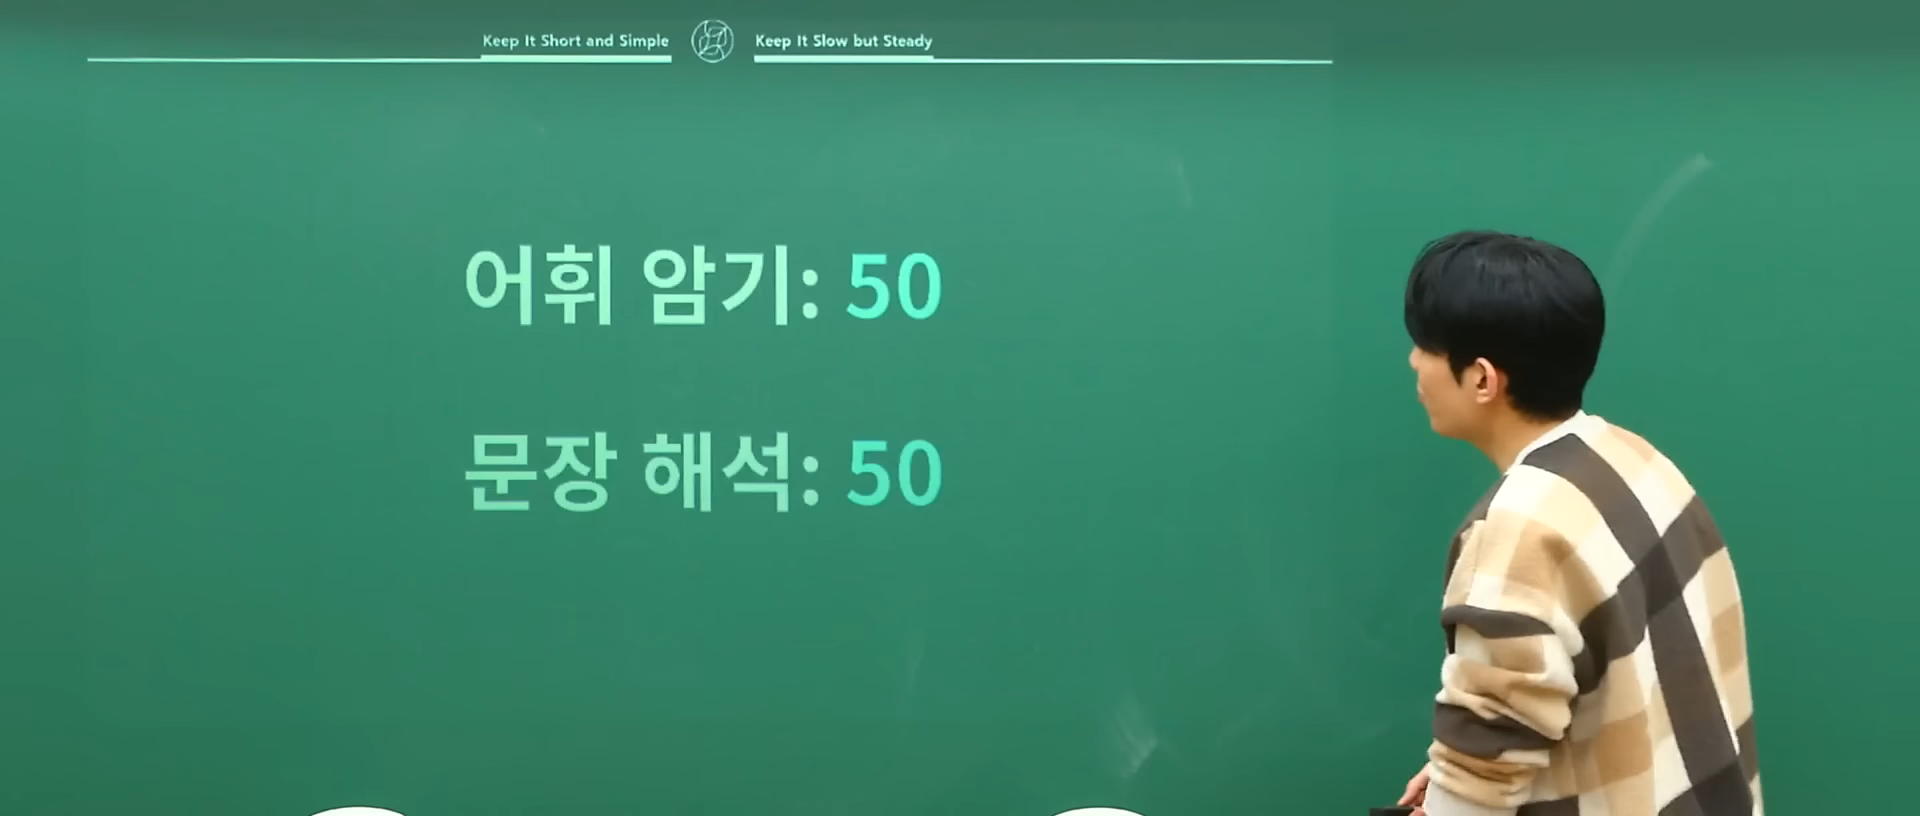 Keep It Short and Simple Keep It Slow but Steady
어휘 암기: 50
문장 해석: 50